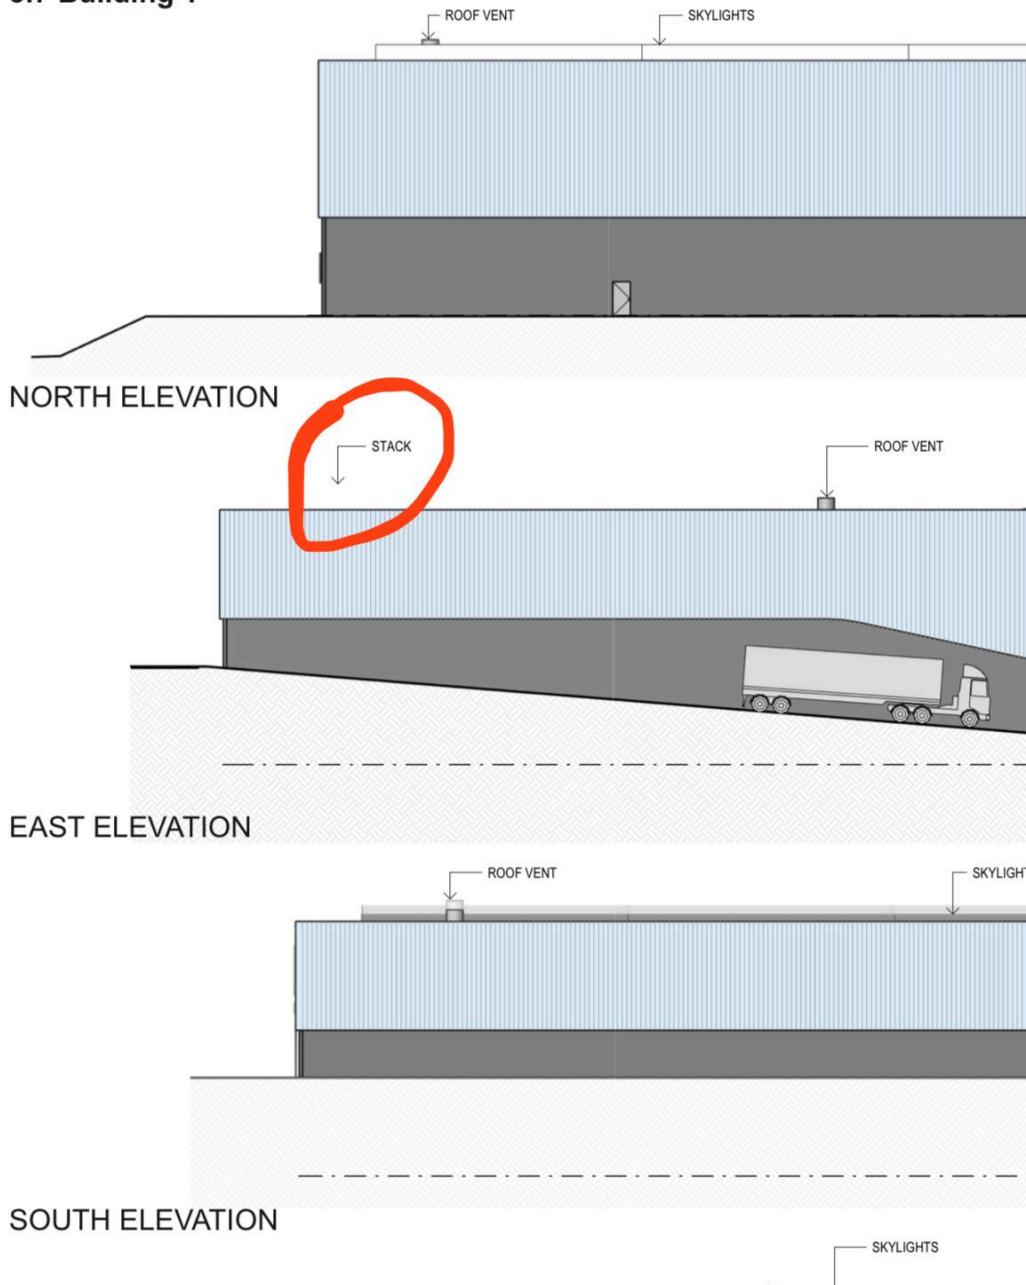 ROOF VENT
SKYLIGHTS
NORTH ELEVATION
STACK
ROOF VENT
EAST ELEVATION
ROOF VENT
SOUTH ELEVATION
SKYLIGHTS